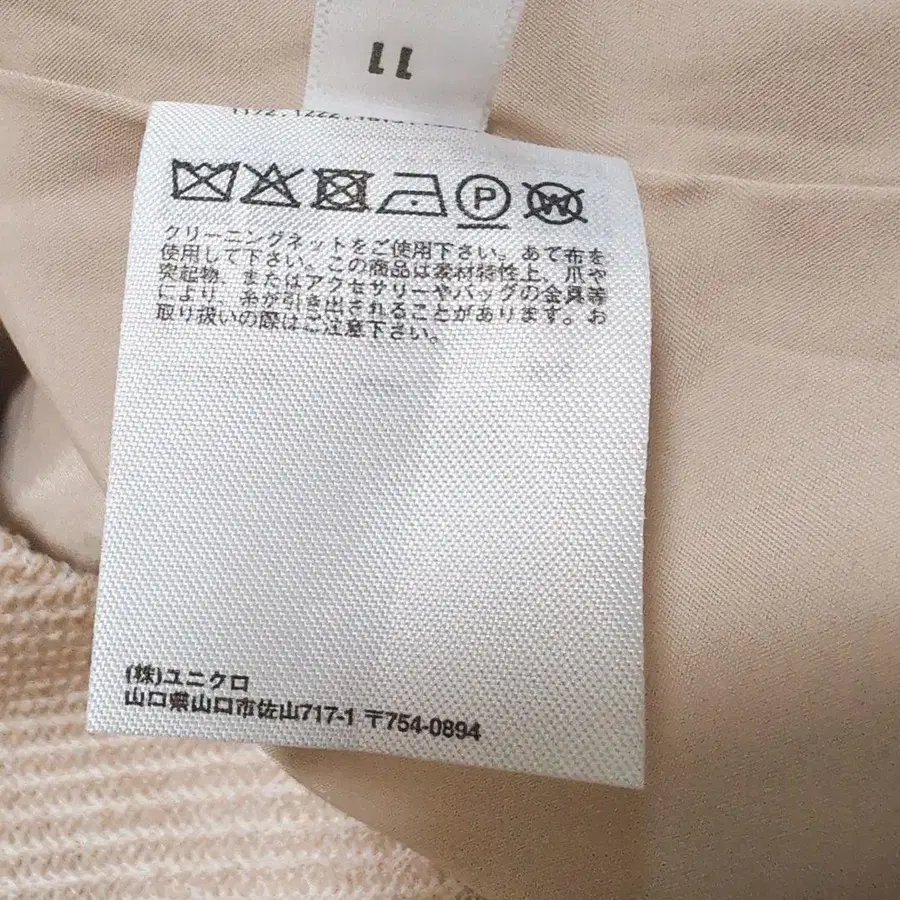 11
クリーニングネットをご使用下さい。あて布を
使用して下さい。この商品は素材特性上、爪や
突起物、またはアクセサリーやバッグの金具等
により、糸が引き出されることがあります。お
取り扱いの際はご注意下さい。
(株)ユニクロ
山口県山口市佐山717-1 〒754-0894